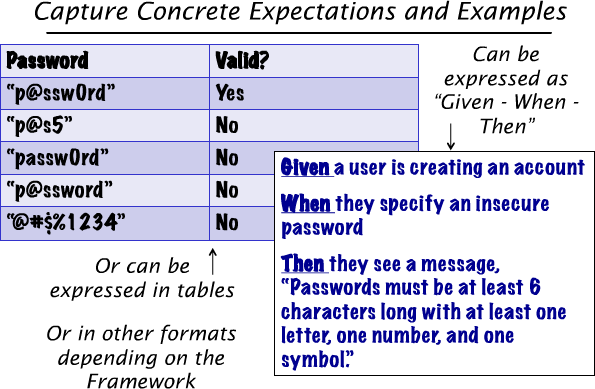 Capture Concrete Expectations and Examples
Password Valid?
“p@ssw0rd” Yes
“p@s5” No
“passw0rd” No
“p@ssword” No
“@#$%1234” No
Can be
expressed as
“Given - When -
Then”
Given a user is creating an account
When they specify an insecure
password
Then they see a message,
“Passwords must be at least 6
characters long with at least one
letter, one number, and one
symbol.”
Or can be
expressed in tables
Or in other formats
depending on the
Framework